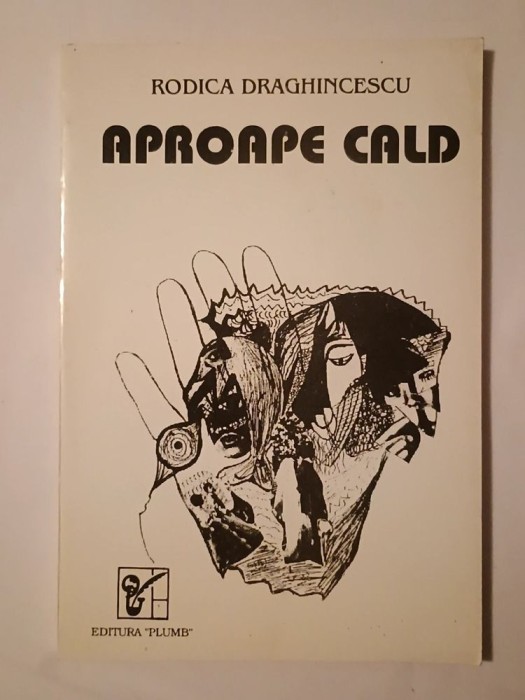 RODICA DRAGHINCESCU
APROAPE CALD
EDITURA "PLUMB"